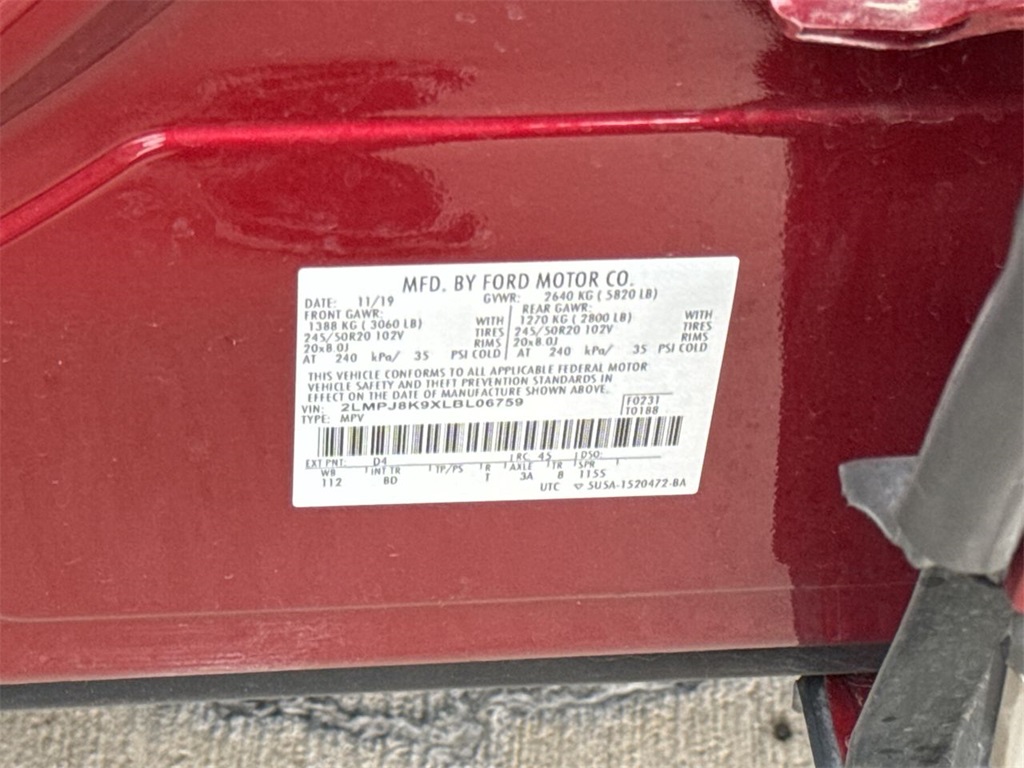 MFD. BY FORD MOTOR CO.
DATE: 11/19 GVWR: 2640 KG ( 5820 LB)
FRONT GAWR: REAR GAWR:
1388 KG ( 3060 LB) WITH 1270 KG ( 2800 LB) WITH
245/50R20 102V TIRES 245/50R20 102V TIRES
20x8.0J RIMS 20x8.0J RIMS
AT 240 kPa/ 35 PSI COLD AT 240 kPa/ 35 PSI COLD
THIS VEHICLE CONFORMS TO ALL APPLICABLE FEDERAL MOTOR
VEHICLE SAFETY AND THEFT PREVENTION STANDARDS IN
EFFECT ON THE DATE OF MANUFACTURE SHOWN ABOVE.
VIN: 2LMPJ8K9XLBL06759 F0231
TYPE: MPV T0188
EXT PNT: D4 RC: 45 DSO:
WB INT TR TP/PS R AXLE TR SPR
112 BD T 3A 8 1155
UTC 5U5A-1520472-BA